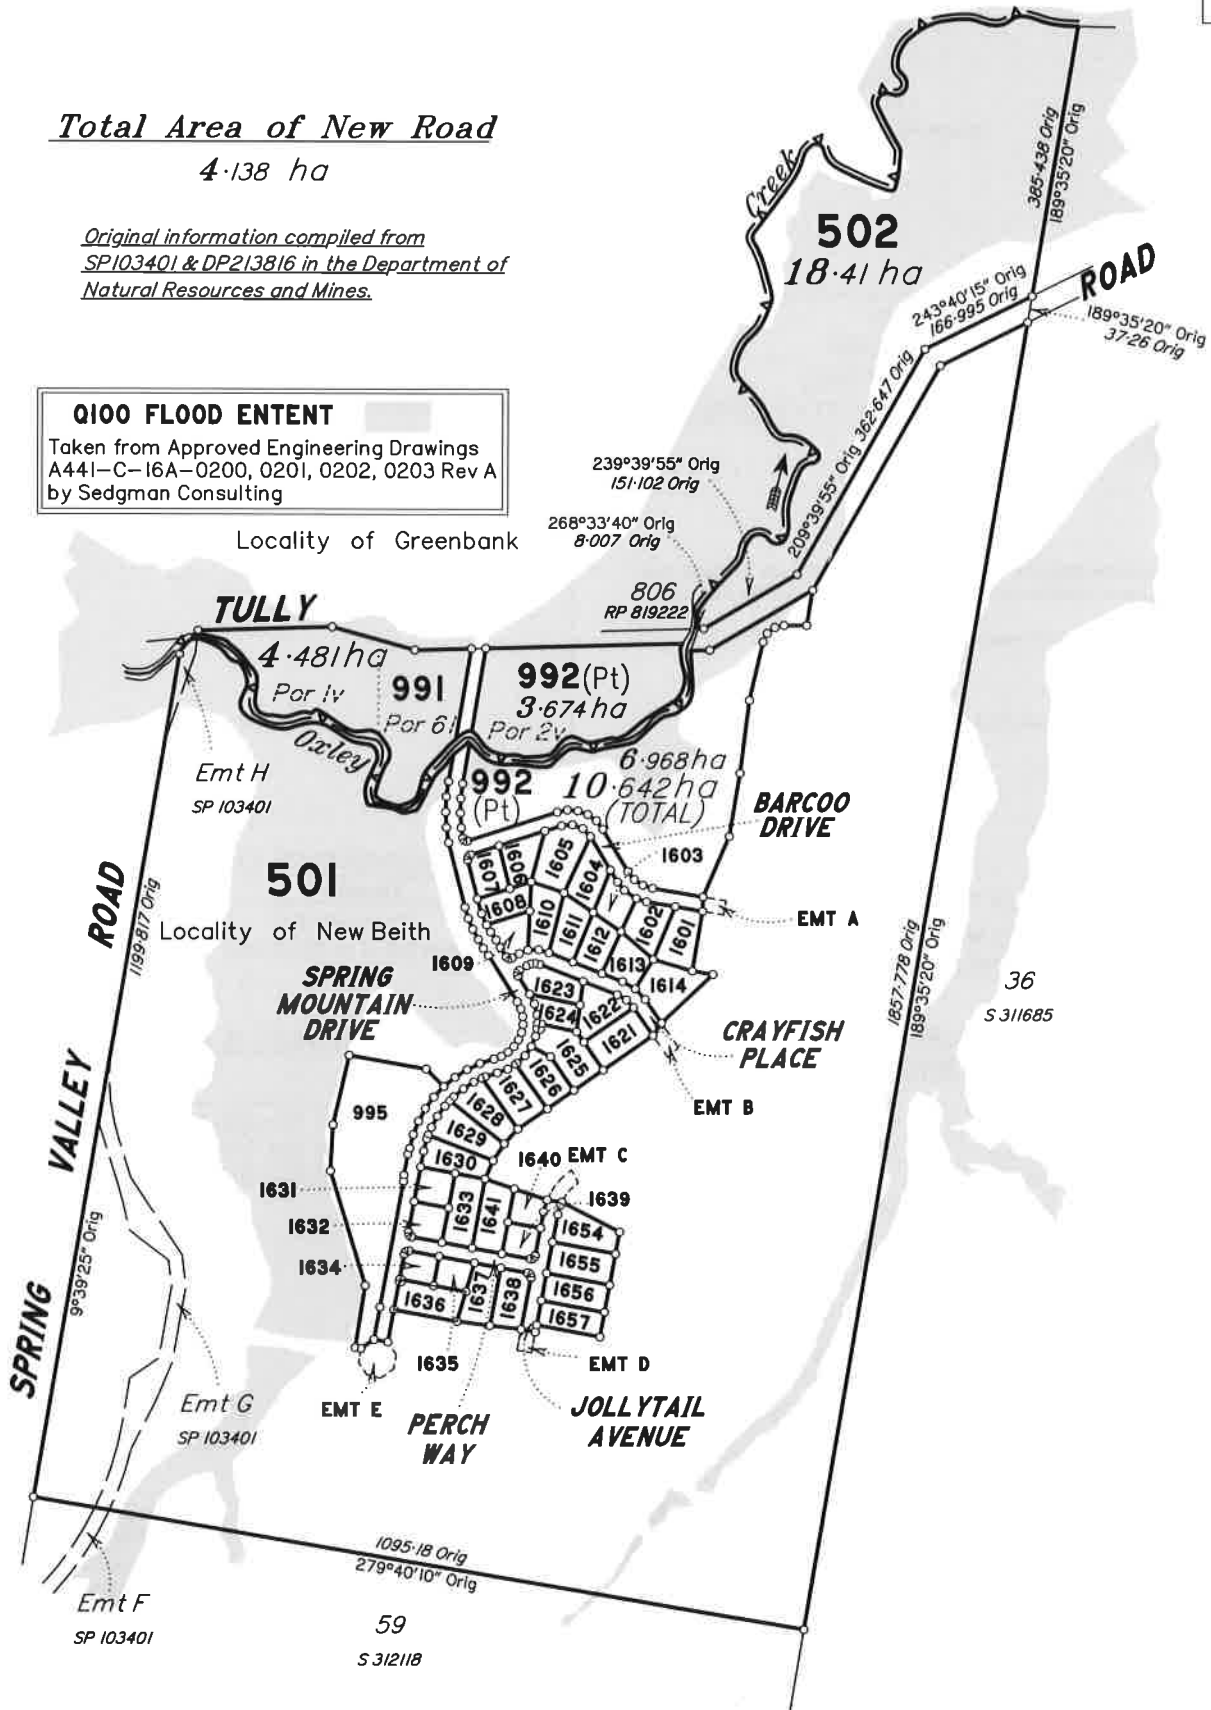 Total Area of New Road
4·138 ha
Original information compiled from
SP103401 & DP213816 in the Department of
Natural Resources and Mines.
Q100 FLOOD ENTENT
Taken from Approved Engineering Drawings
A441-C-16A-0200, 0201, 0202, 0203 Rev A
by Sedgman Consulting
Locality of Greenbank
Creek
502
18·41 ha
385·438 Orig
189°35'20" Orig
243°40'15" Orig
166·995 Orig
ROAD
189°35'20" Orig
37·26 Orig
209°39'55" Orig 362·647 Orig
239°39'55" Orig
151·102 Orig
268°33'40" Orig
8·007 Orig
806
RP 819222
TULLY
4·481ha
Por 1v
991
Por 61
992(Pt)
3·674ha
Por 2v
Oxley
Emt H
SP 103401
992
(Pt)
6·968ha
10·642ha
(TOTAL)
BARCOO
DRIVE
1603
1605
1604
1606
1607
1608
1610
1611
1612
1602
1601
EMT A
501
Locality of New Beith
ROAD
1199·817 Orig
1609
1613
1614
SPRING
MOUNTAIN
DRIVE
1623
1624
1622
1621
CRAYFISH
PLACE
36
S 311685
1857·778 Orig
189°35'20" Orig
1625
1626
1627
1628
1629
1630
EMT B
995
VALLEY
1640
EMT C
1631
1639
1633
1641
1632
1654
1655
1634
1637
1638
1656
1636
1657
1635
EMT D
9°39'25" Orig
SPRING
Emt G
SP 103401
EMT E
PERCH
WAY
JOLLYTAIL
AVENUE
1095·18 Orig
279°40'10" Orig
Emt F
SP 103401
59
S 312118